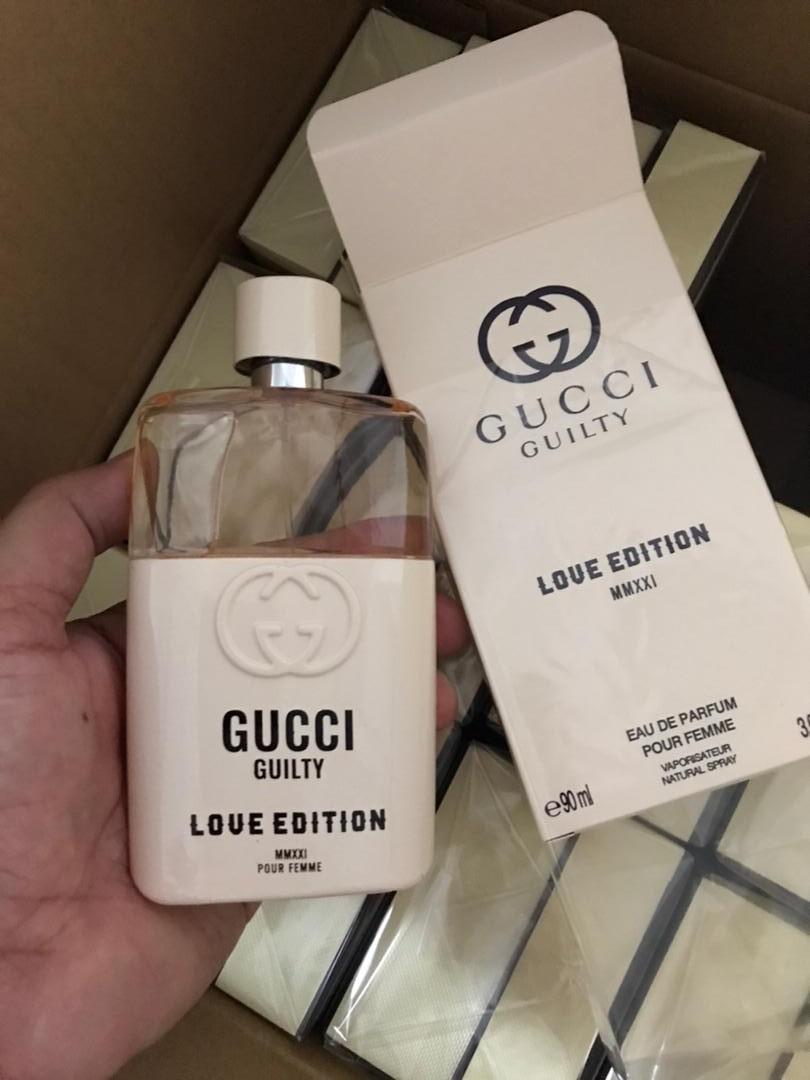 GUCCI
GUILTY
LOVE EDITION
MMXXI
POUR FEMME
GUCCI
GUILTY
LOVE EDITION
MMXXI
EAU DE PARFUM
POUR FEMME
VAPORISATEUR
NATURAL SPRAY
e90ml